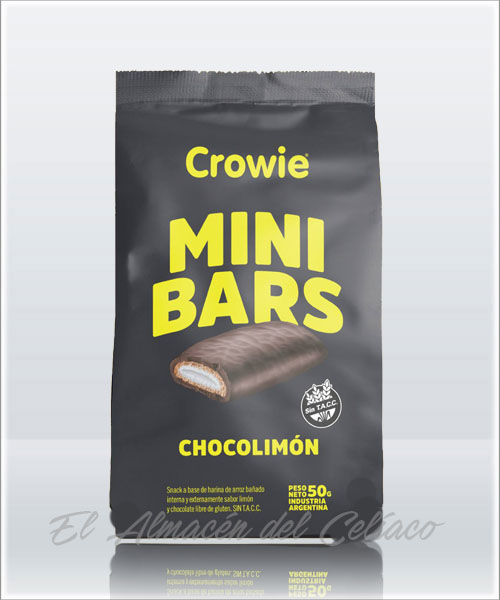 Crowie®
MINI
BARS
Sin T.A.C.C.
CHOCOLIMÓN
Snack a base de harina de arroz bañado
interna y externamente sabor limón
y chocolate libre de gluten. SIN T.A.C.C.
PESO
NETO 50G
INDUSTRIA
ARGENTINA
El Almacén del Celíaco